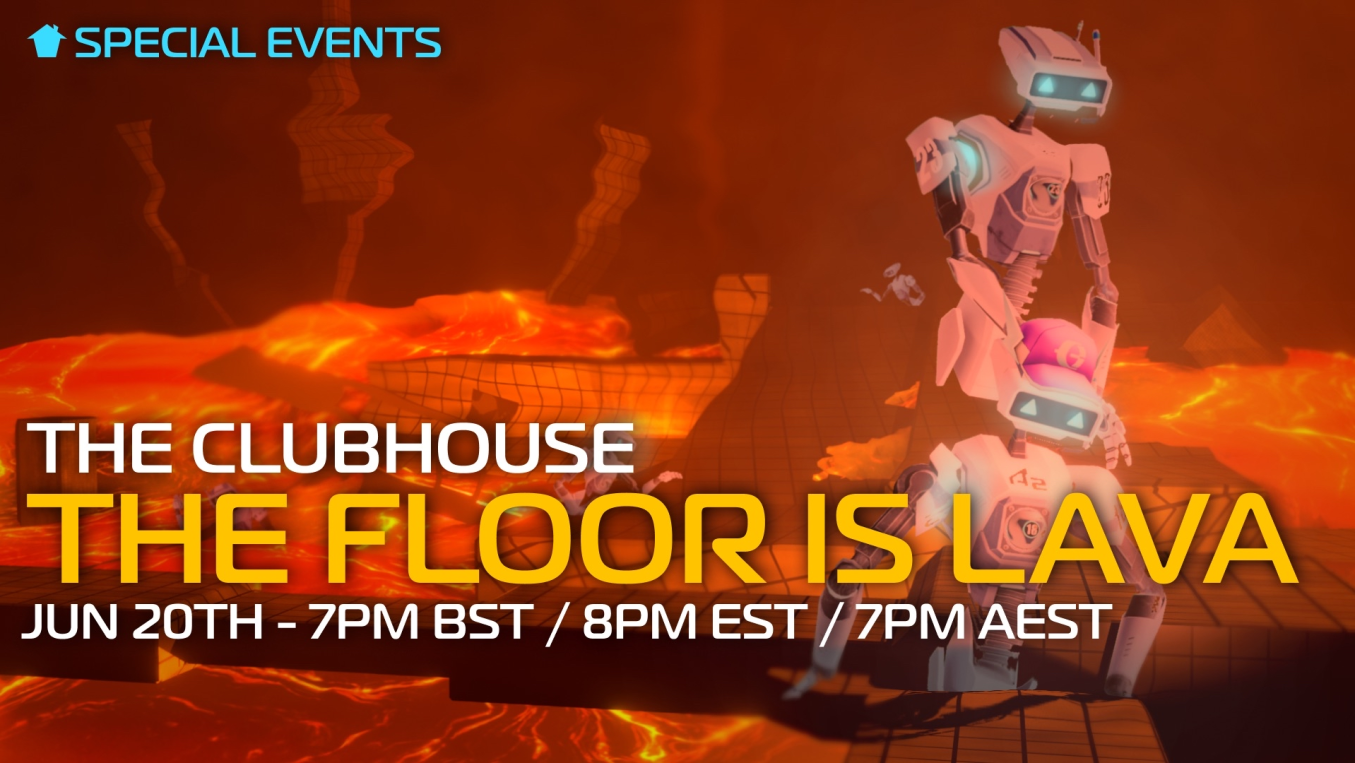 SPECIAL EVENTS
THE CLUBHOUSE
THE FLOOR IS LAVA
JUN 20TH - 7PM BST / 8PM EST / 7PM AEST